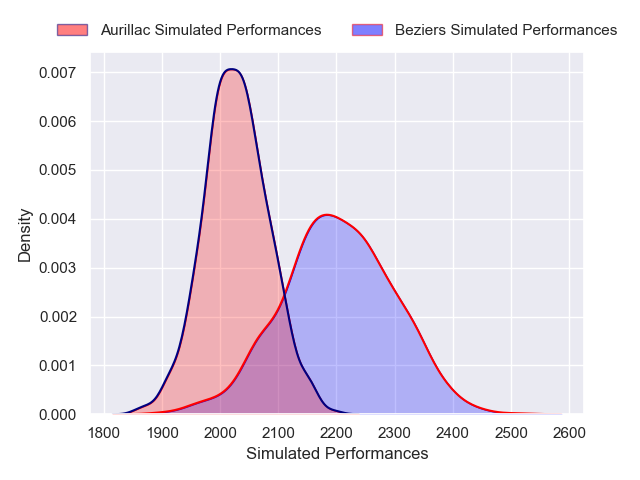 Aurillac Simulated Performances Beziers Simulated Performances
0.007
0.006
0.005
0.004
0.003
0.002
0.001
0.000
Density
1800 1900 2000 2100 2200 2300 2400 2500 2600
Simulated Performances